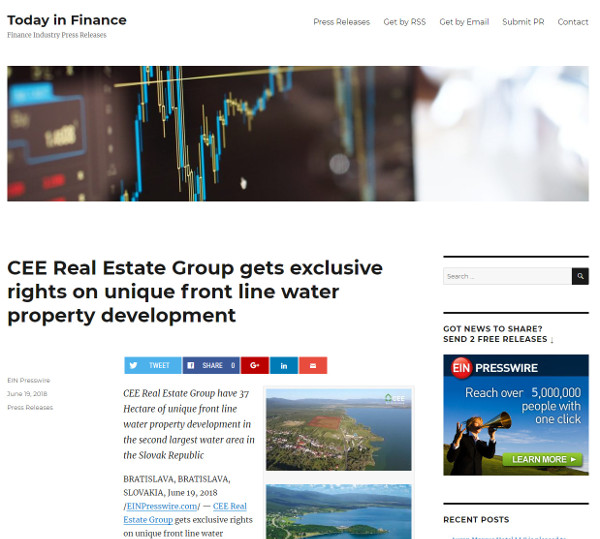 Today in Finance
Finance Industry Press Releases
Press Releases Get by RSS Get by Email Submit PR Contact
CEE Real Estate Group gets exclusive
rights on unique front line water
property development
TWEET
SHARE 0
G+
in
EIN Presswire
June 19, 2018
Press Releases
CEE Real Estate Group have 37
Hectare of unique front line
water property development in
the second largest water area in
the Slovak Republic
CEE
BRATISLAVA, BRATISLAVA,
SLOVAKIA, June 19, 2018
/EINPresswire.com/ — CEE Real
Estate Group gets exclusive rights
on unique front line water
Search …
GOT NEWS TO SHARE?
SEND 2 FREE RELEASES ↓
EIN PRESSWIRE
Reach over 5,000,000
people with
one click
LEARN MORE
RECENT POSTS